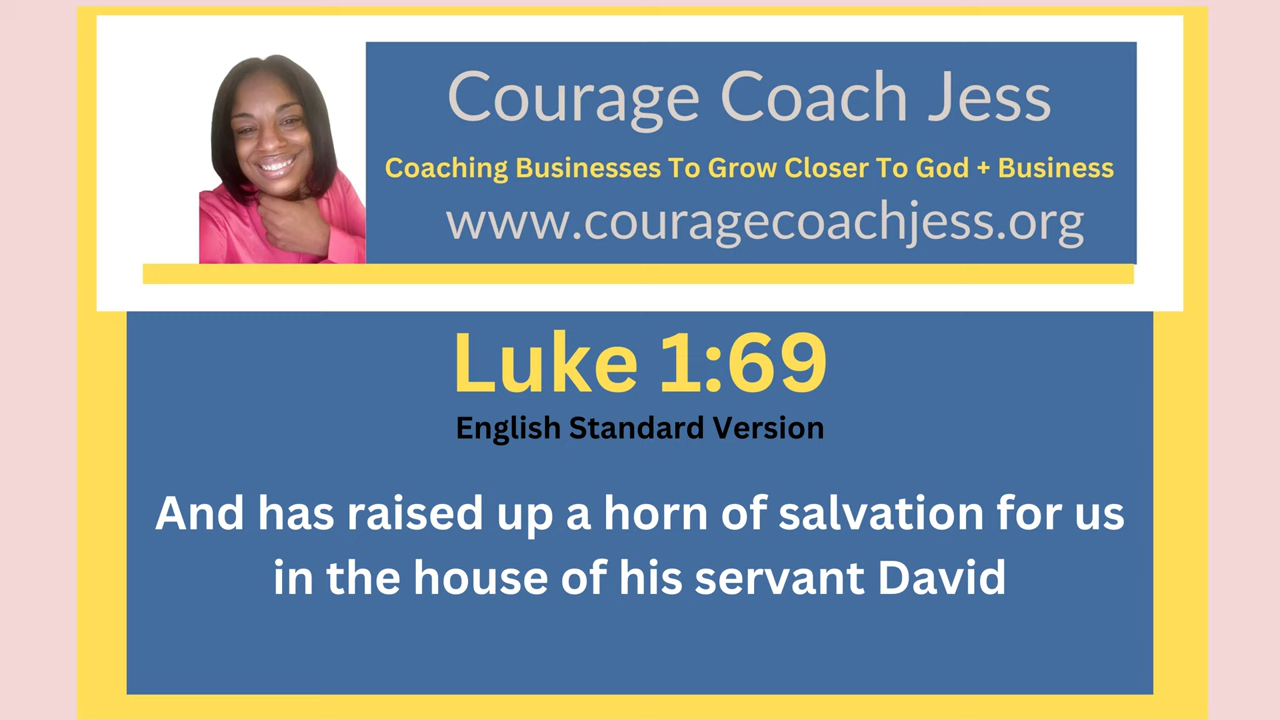 Courage Coach Jess
Coaching Businesses To Grow Closer To God + Business
www.couragecoachjess.org
Luke 1:69
English Standard Version
And has raised up a horn of salvation for us
in the house of his servant David